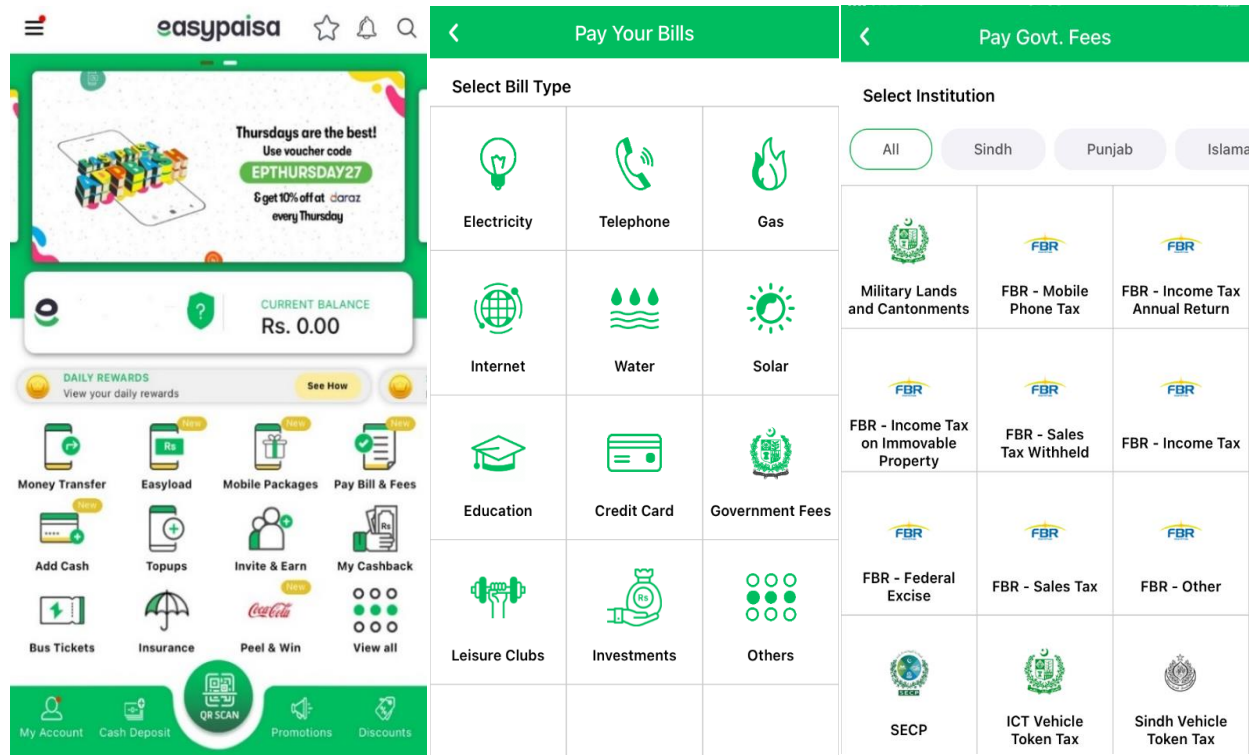 easypaisa
Thursdays are the best!
Use voucher code
EPTHURSDAY27
& get 10% off at daraz
every Thursday
CURRENT BALANCE
Rs. 0.00
DAILY REWARDS
View your daily rewards
See How
New
New
New
Rs
Money Transfer
Easyload
Mobile Packages
Pay Bill & Fees
New
Rs
Add Cash
Topups
Invite & Earn
My Cashback
New
Coca-Cola
Bus Tickets
Insurance
Peel & Win
View all
QR SCAN
My Account
Cash Deposit
Promotions
Discounts
Pay Your Bills
Select Bill Type
Electricity
Telephone
Gas
Internet
Water
Solar
Education
Credit Card
Government Fees
Rs
Leisure Clubs
Investments
Others
Pay Govt. Fees
Select Institution
All
Sindh
Punjab
Islama
FBR
FBR
Military Lands
and Cantonments
FBR - Mobile
Phone Tax
FBR - Income Tax
Annual Return
FBR
FBR
FBR
FBR - Income Tax
on Immovable
Property
FBR - Sales
Tax Withheld
FBR - Income Tax
FBR
FBR
FBR
FBR - Federal
Excise
FBR - Sales Tax
FBR - Other
SECP
SECP
ICT Vehicle
Token Tax
Sindh Vehicle
Token Tax